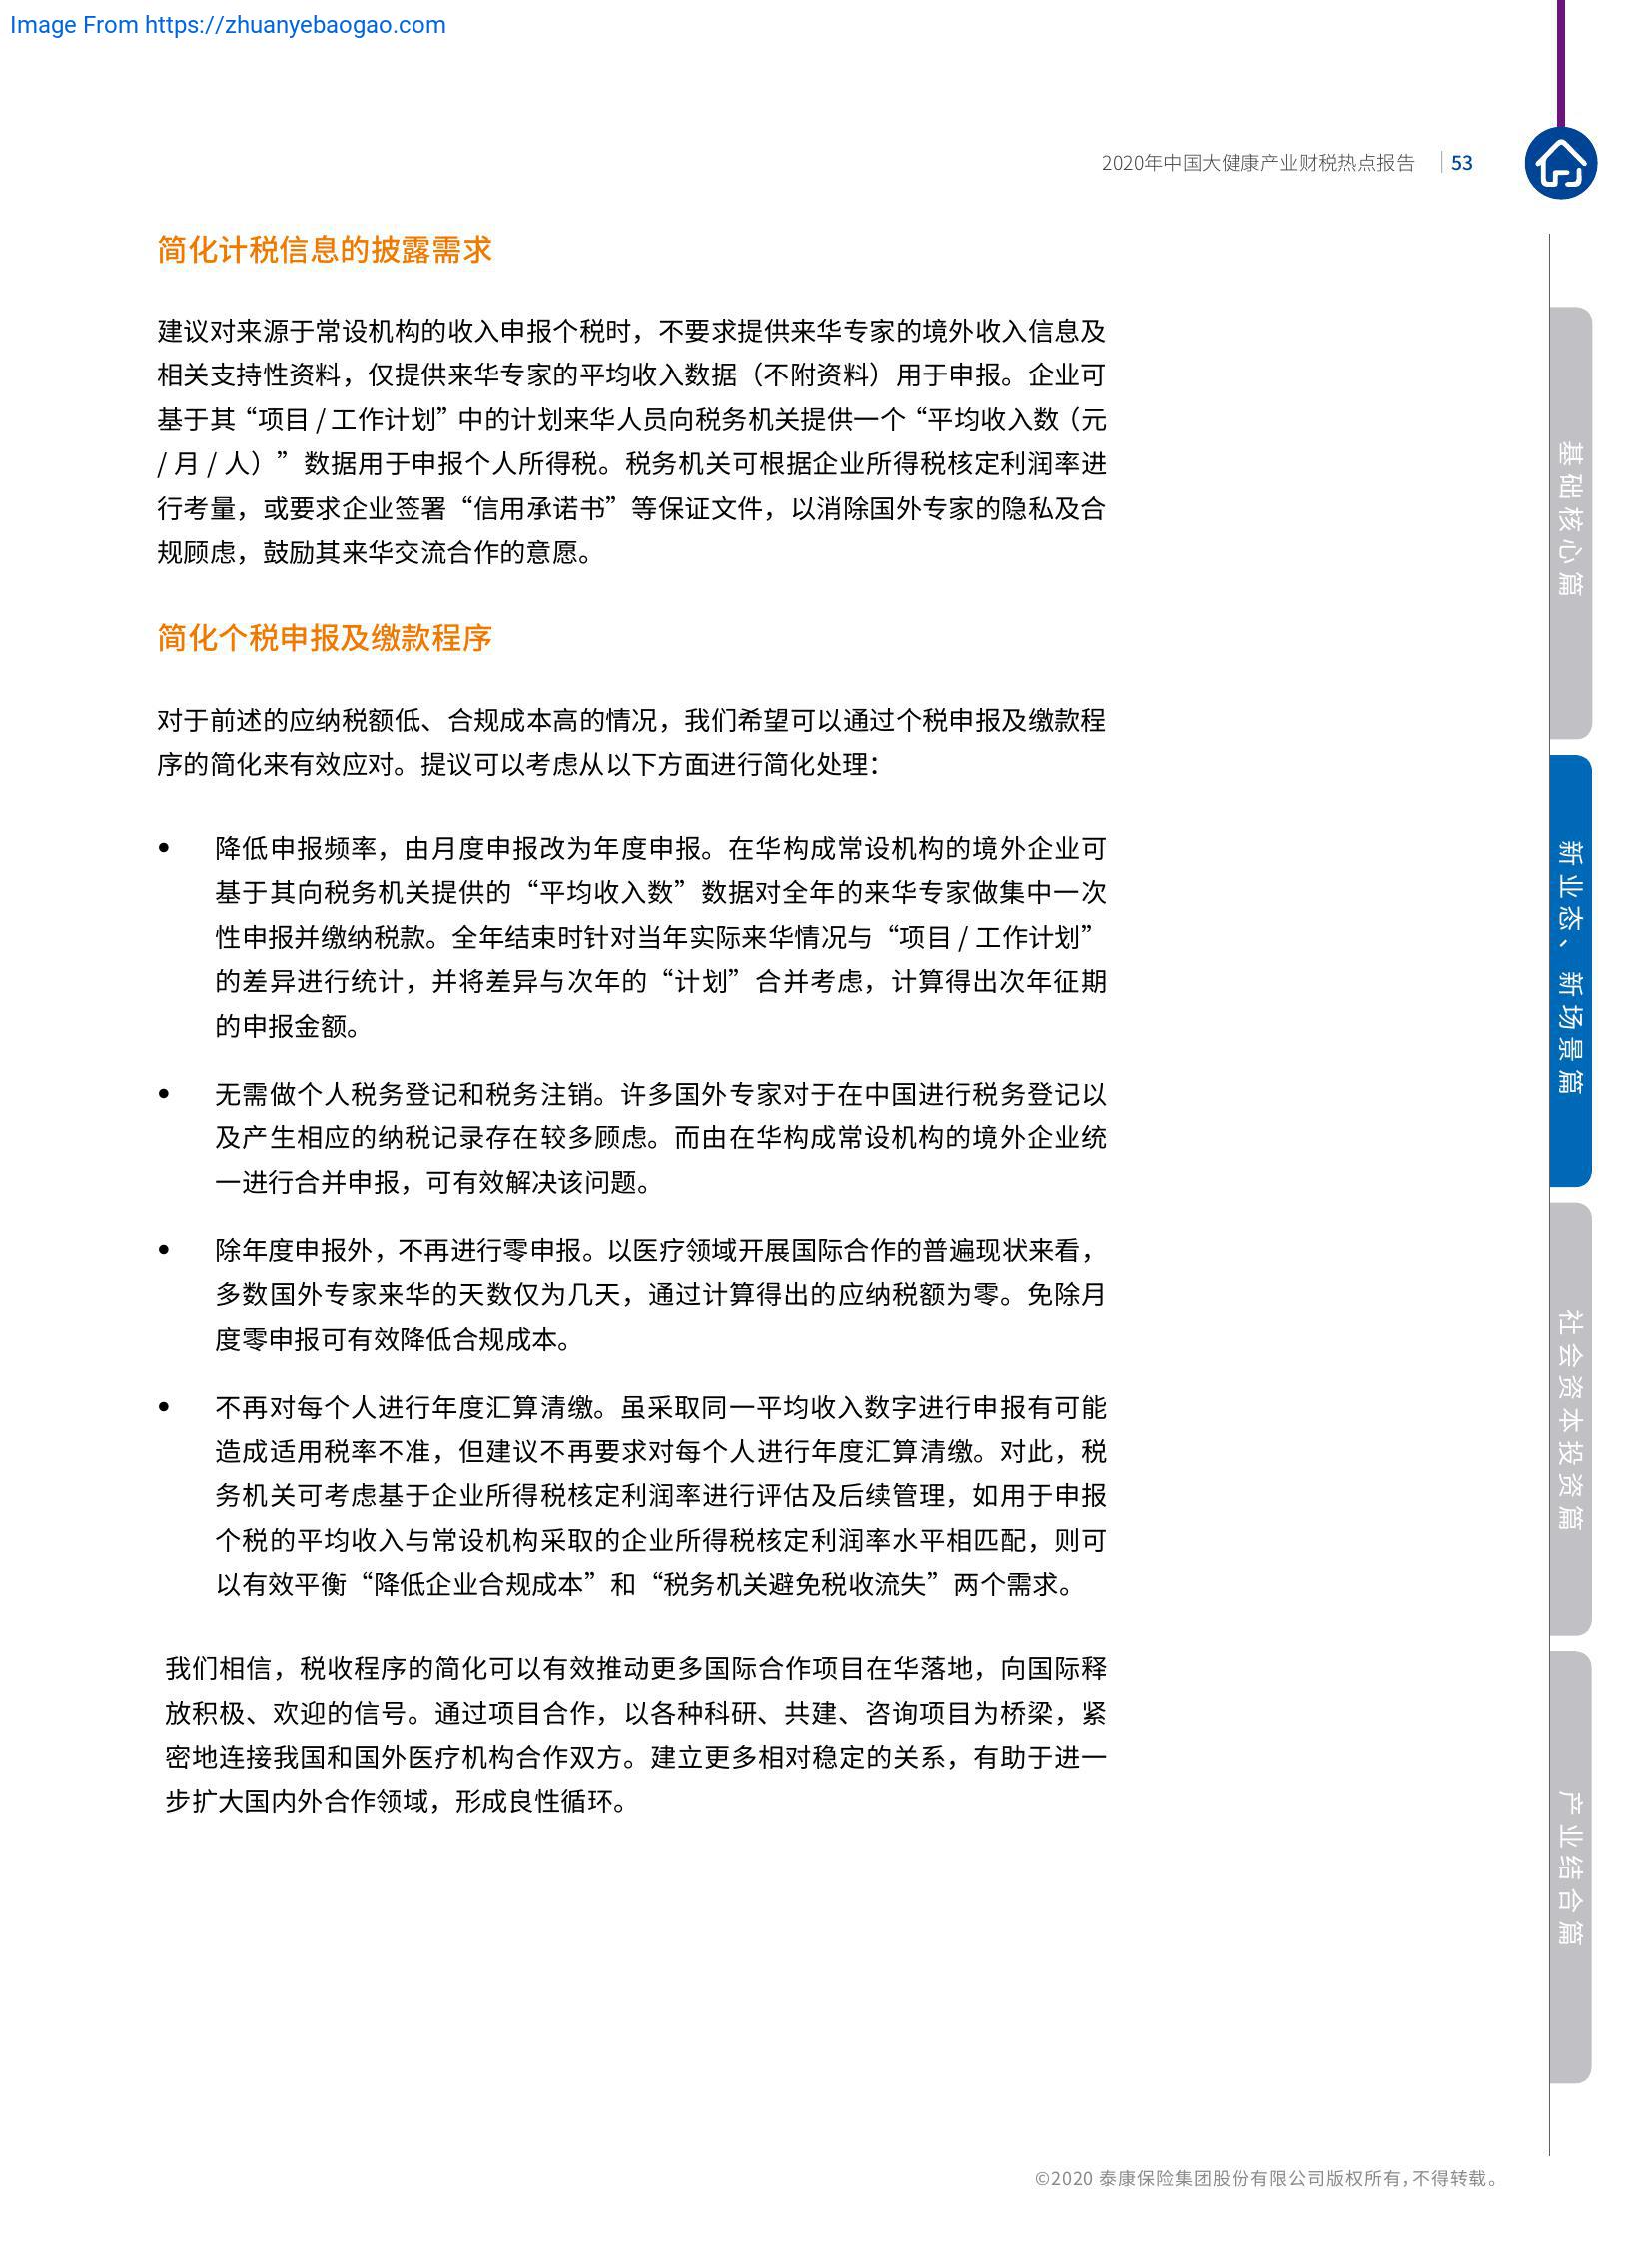 Image From https://zhuanyebaogao.com
2020年中国大健康产业财税热点报告 53
简化计税信息的披露需求
建议对来源于常设机构的收入申报个税时，不要求提供来华专家的境外收入信息及
相关支持性资料，仅提供来华专家的平均收入数据（不附资料）用于申报。企业可
基于其“项目 / 工作计划”中的计划来华人员向税务机关提供一个“平均收入数（元
/ 月 / 人）”数据用于申报个人所得税。税务机关可根据企业所得税核定利润率进
行考量，或要求企业签署“信用承诺书”等保证文件，以消除国外专家的隐私及合
规顾虑，鼓励其来华交流合作的意愿。
简化个税申报及缴款程序
对于前述的应纳税额低、合规成本高的情况，我们希望可以通过个税申报及缴款程
序的简化来有效应对。提议可以考虑从以下方面进行简化处理：
• 降低申报频率，由月度申报改为年度申报。在华构成常设机构的境外企业可
基于其向税务机关提供的“平均收入数”数据对全年的来华专家做集中一次
性申报并缴纳税款。全年结束时针对当年实际来华情况与“项目 / 工作计划”
的差异进行统计，并将差异与次年的“计划”合并考虑，计算得出次年征期
的申报金额。
• 无需做个人税务登记和税务注销。许多国外专家对于在中国进行税务登记以
及产生相应的纳税记录存在较多顾虑。而由在华构成常设机构的境外企业统
一进行合并申报，可有效解决该问题。
• 除年度申报外，不再进行零申报。以医疗领域开展国际合作的普遍现状来看，
多数国外专家来华的天数仅为几天，通过计算得出的应纳税额为零。免除月
度零申报可有效降低合规成本。
• 不再对每个人进行年度汇算清缴。虽采取同一平均收入数字进行申报有可能
造成适用税率不准，但建议不再要求对每个人进行年度汇算清缴。对此，税
务机关可考虑基于企业所得税核定利润率进行评估及后续管理，如用于申报
个税的平均收入与常设机构采取的企业所得税核定利润率水平相匹配，则可
以有效平衡“降低企业合规成本”和“税务机关避免税收流失”两个需求。
我们相信，税收程序的简化可以有效推动更多国际合作项目在华落地，向国际释
放积极、欢迎的信号。通过项目合作，以各种科研、共建、咨询项目为桥梁，紧
密地连接我国和国外医疗机构合作双方。建立更多相对稳定的关系，有助于进一
步扩大国内外合作领域，形成良性循环。
基础核心篇
新业态、新场景篇
社会资本投资篇
产业结合篇
©2020 泰康保险集团股份有限公司版权所有，不得转载。